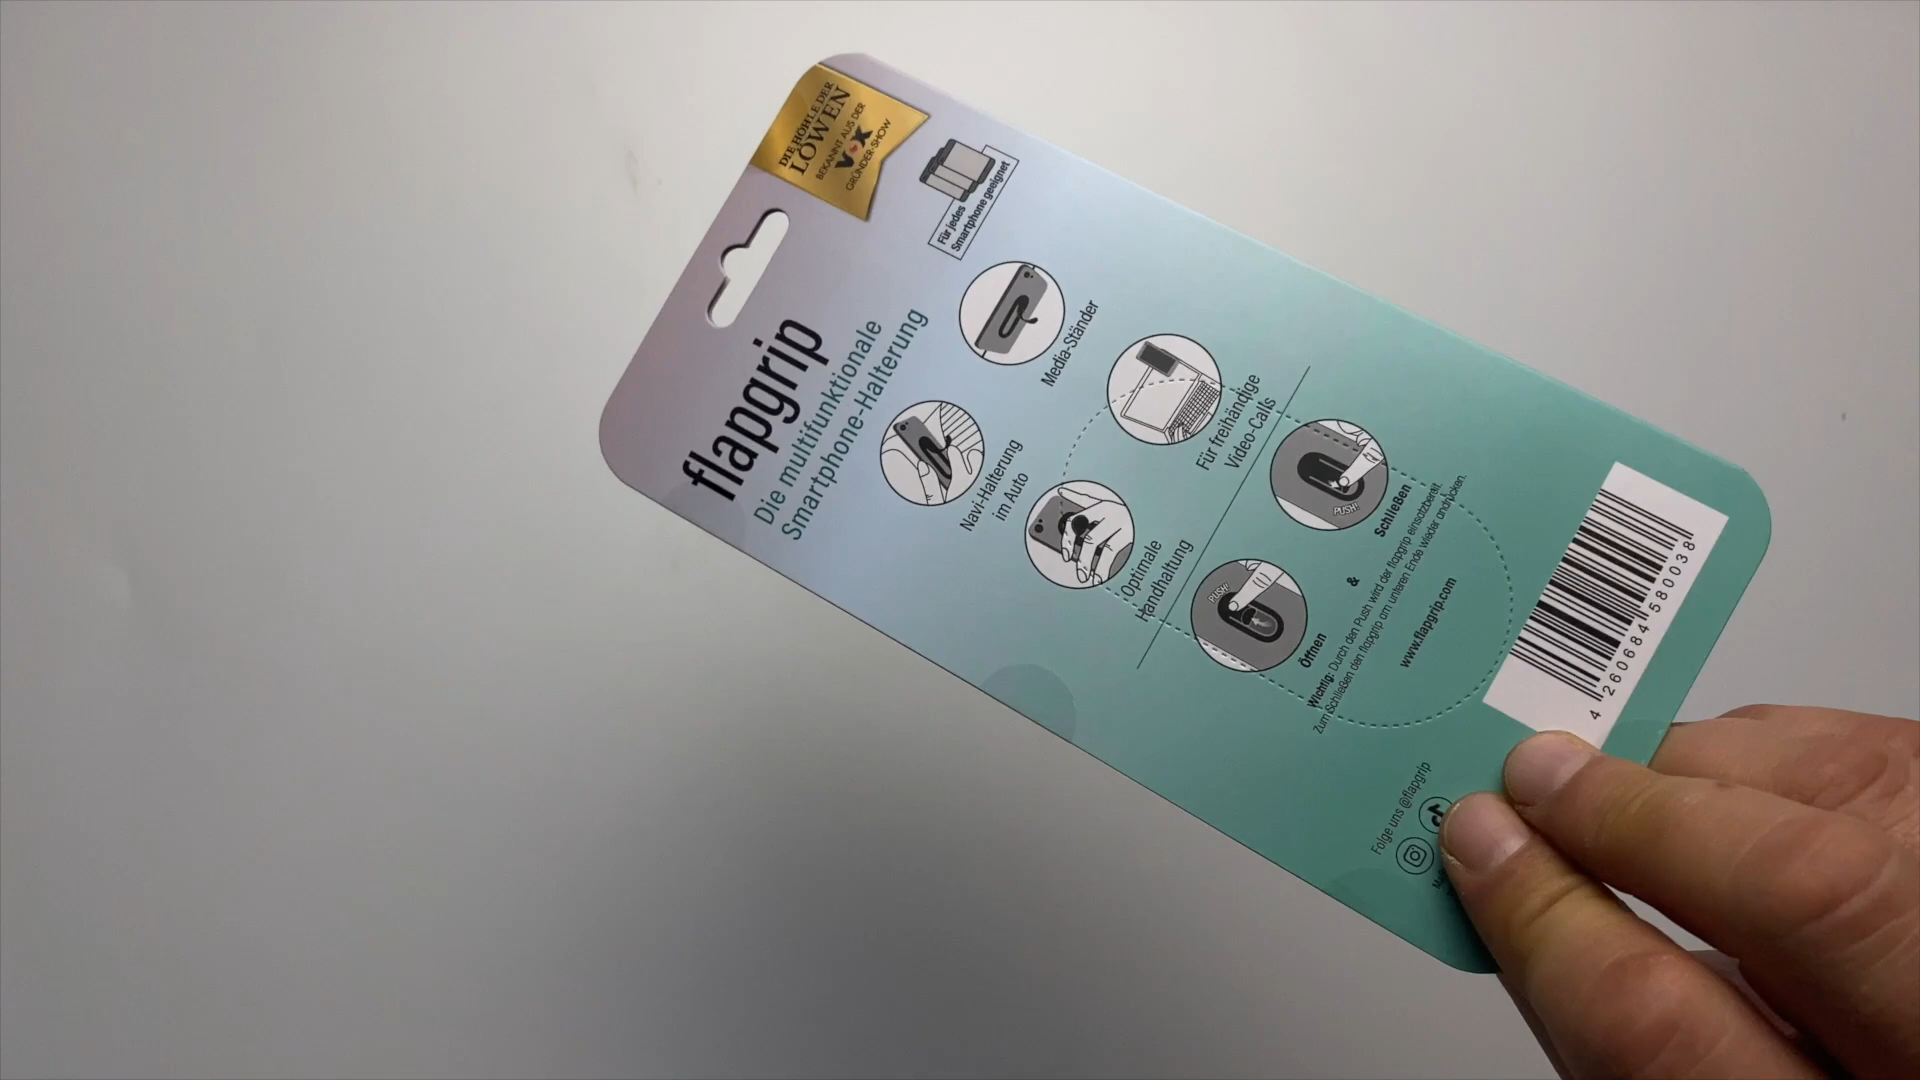 DIE HÖHLE DER
LÖWEN
BEKANNT AUS DER
VOX
GRÜNDER-SHOW
Für jedes
Smartphone geeignet
flapgrip
Die multifunktionale
Smartphone-Halterung
Navi-Halterung
im Auto
Media-Ständer
Optimale
Handhaltung
Für freihändige
Video-Calls
PUSH!
PUSH!
Öffnen
&
Schließen
Wichtig: Durch den Push wird der flapgrip einsatzbereit.
Zum Schließen den flapgrip am unteren Ende wieder andrücken.
www.flapgrip.com
Folge uns @flapgrip
4 260684 580038